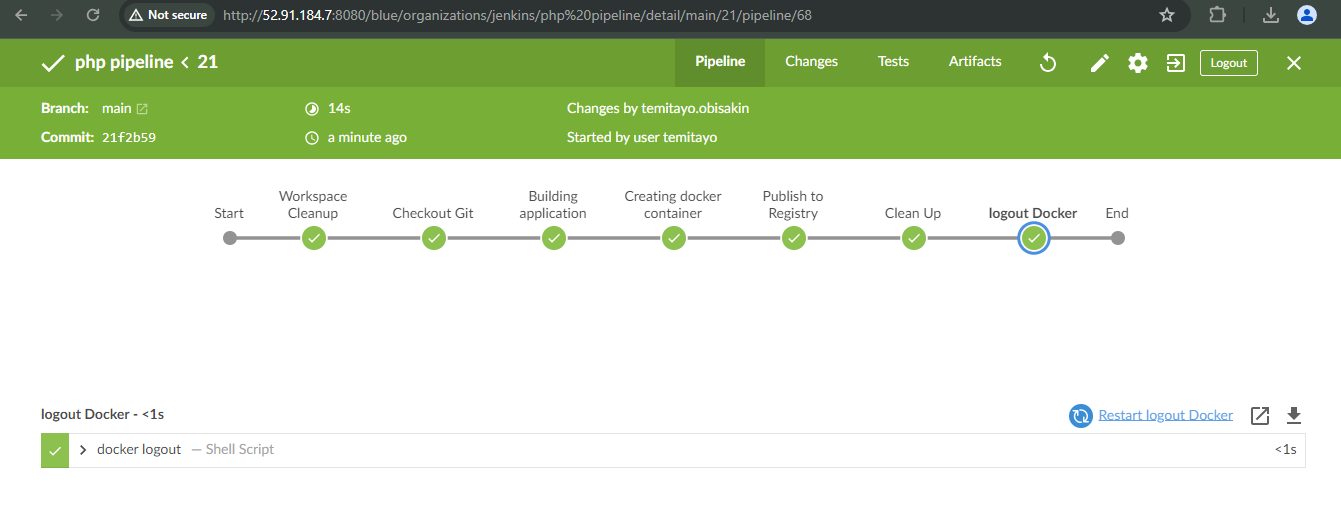 Not secure
http://52.91.184.7:8080/blue/organizations/jenkins/php%20pipeline/detail/main/21/pipeline/68
php pipeline < 21
Pipeline
Changes
Tests
Artifacts
Logout
Branch: main
14s
Changes by temitayo.obisakin
Commit: 21f2b59
a minute ago
Started by user temitayo
Start
Workspace
Cleanup
Checkout Git
Building
application
Creating docker
container
Publish to
Registry
Clean Up
logout Docker
End
logout Docker - <1s
Restart logout Docker
docker logout — Shell Script
<1s